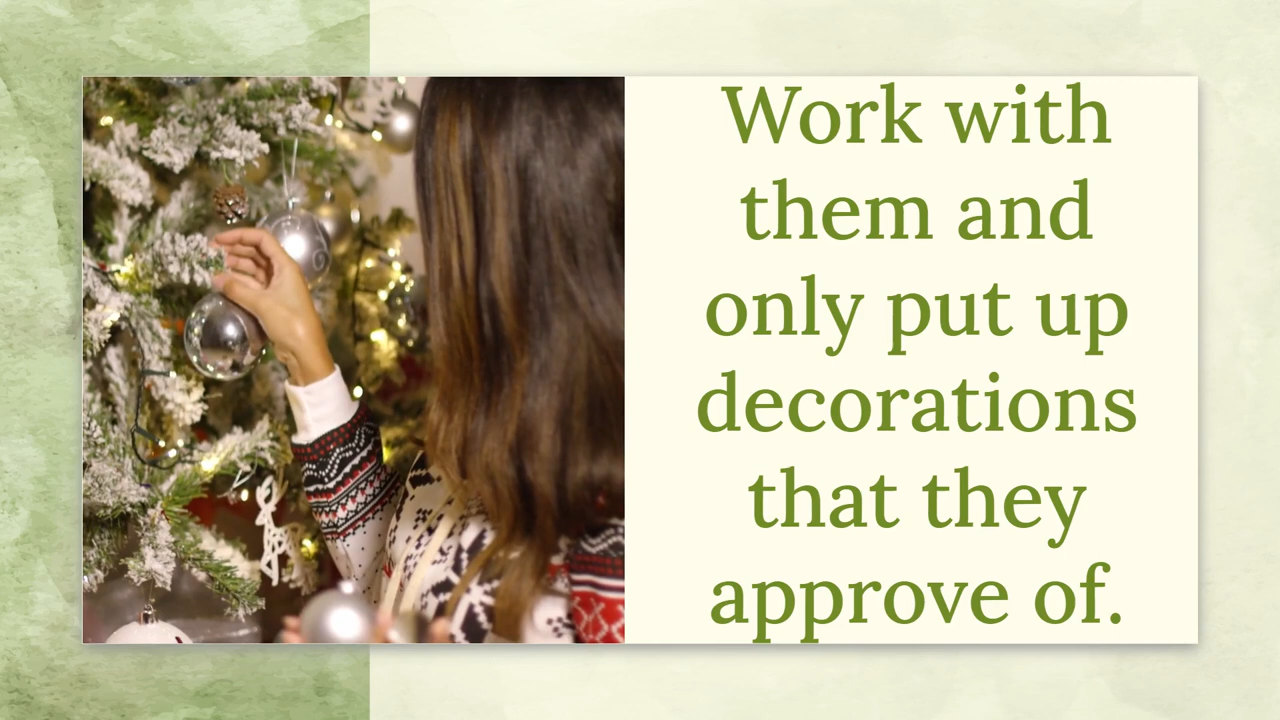 Work with
them and
only put up
decorations
that they
approve of.